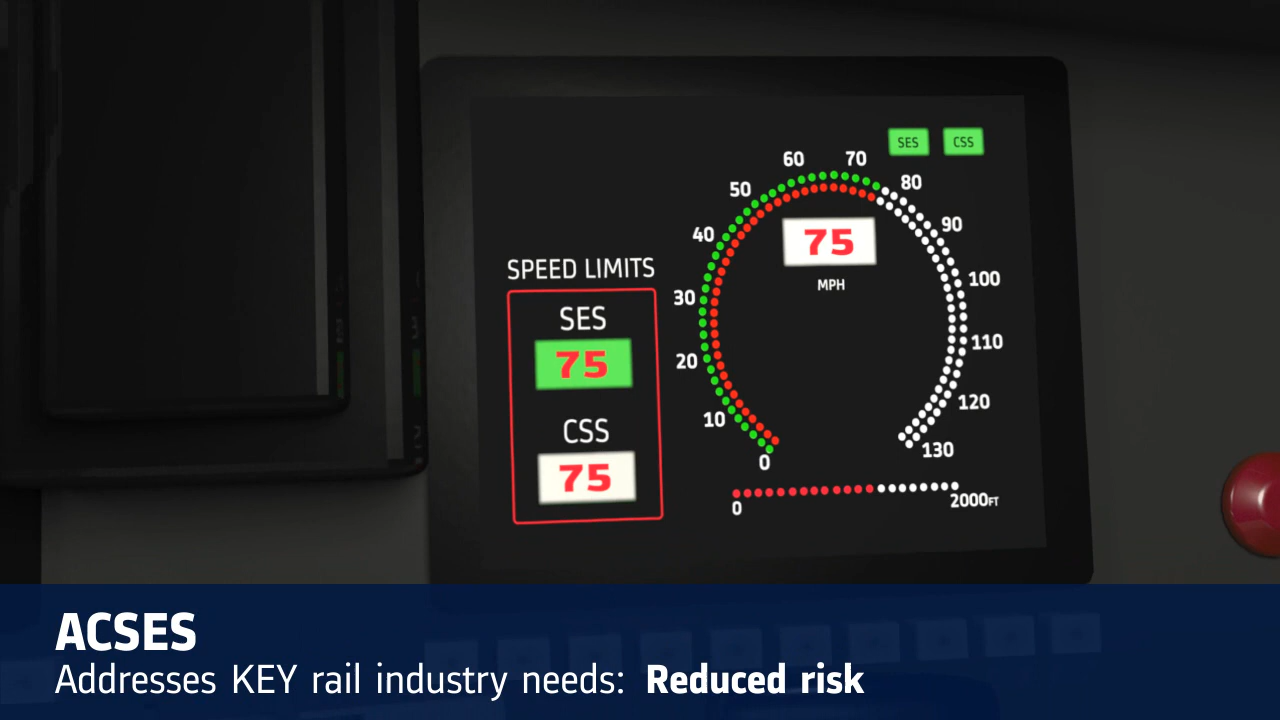 SES CSS
60 70
50 80
40 90
75
SPEED LIMITS
MPH
100
30
SES
75
110
20
10
120
CSS
75
0
130
0
2000FT
ACSES
Addresses KEY rail industry needs: Reduced risk